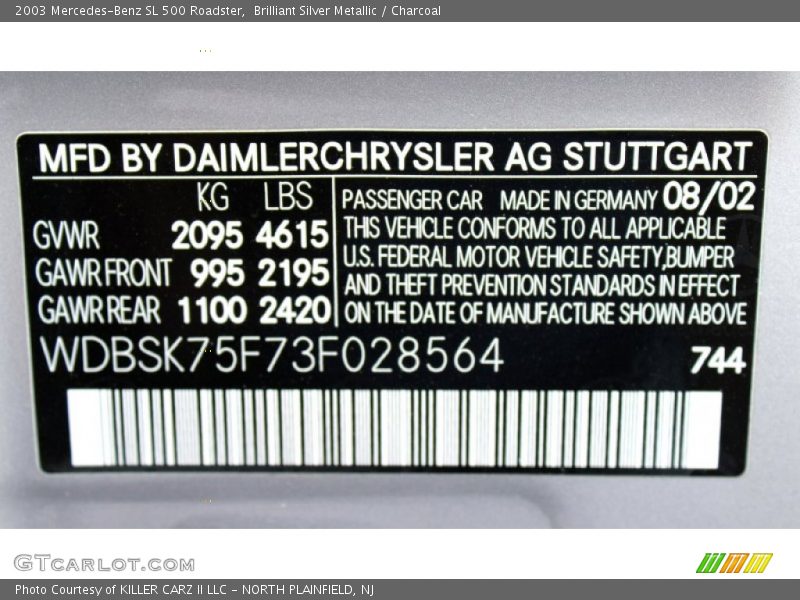 2003 Mercedes-Benz SL 500 Roadster,  Brilliant Silver Metallic / Charcoal
MFD BY DAIMLERCHRYSLER AG STUTTGART
KG LBS
GVWR 2095 4615
GAWR FRONT 995 2195
GAWR REAR 1100 2420
PASSENGER CAR MADE IN GERMANY 08/02
THIS VEHICLE CONFORMS TO ALL APPLICABLE
U.S. FEDERAL MOTOR VEHICLE SAFETY,BUMPER
AND THEFT PREVENTION STANDARDS IN EFFECT
ON THE DATE OF MANUFACTURE SHOWN ABOVE
WDBSK75F73F028564 744
GTcarlot.com
Photo Courtesy of KILLER CARZ II LLC - NORTH PLAINFIELD, NJ